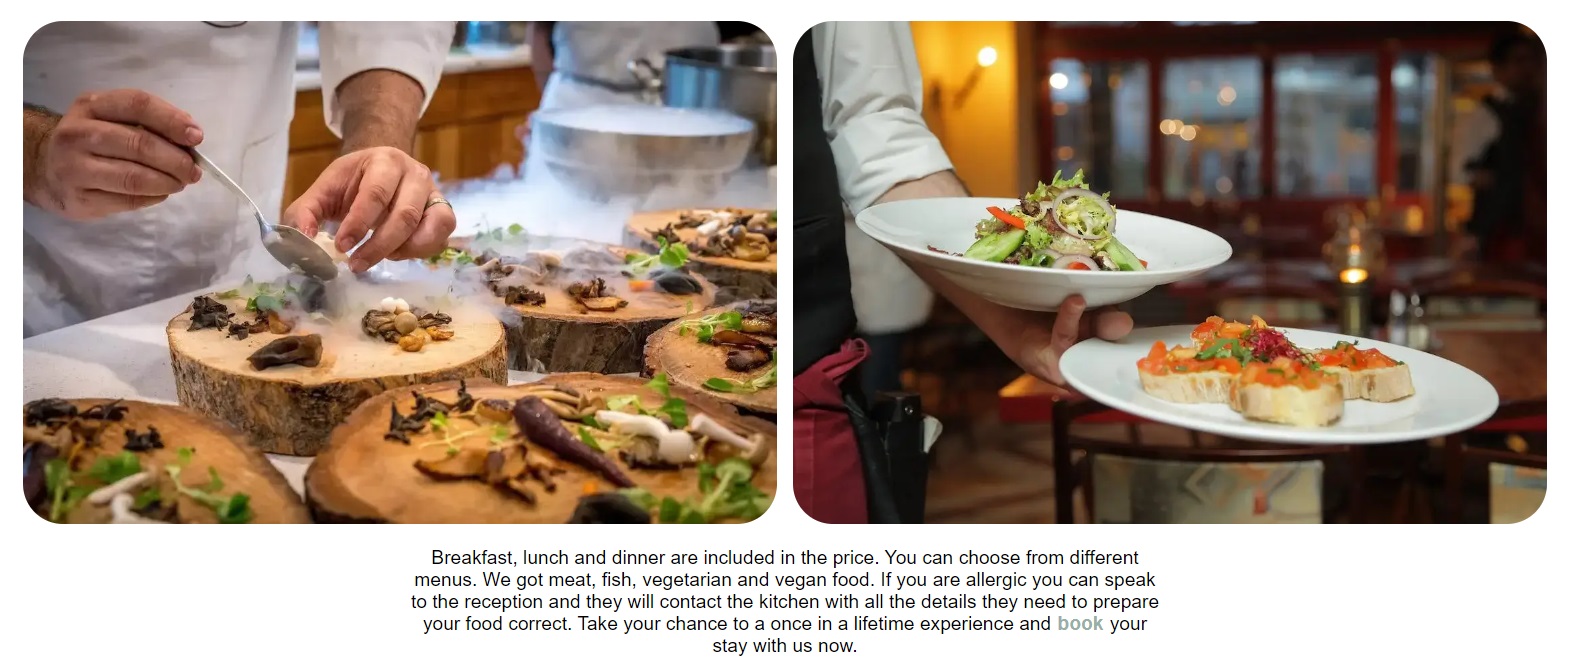 Breakfast, lunch and dinner are included in the price. You can choose from different
menus. We got meat, fish, vegetarian and vegan food. If you are allergic you can speak
to the reception and they will contact the kitchen with all the details they need to prepare
your food correct. Take your chance to a once in a lifetime experience and book your
stay with us now.